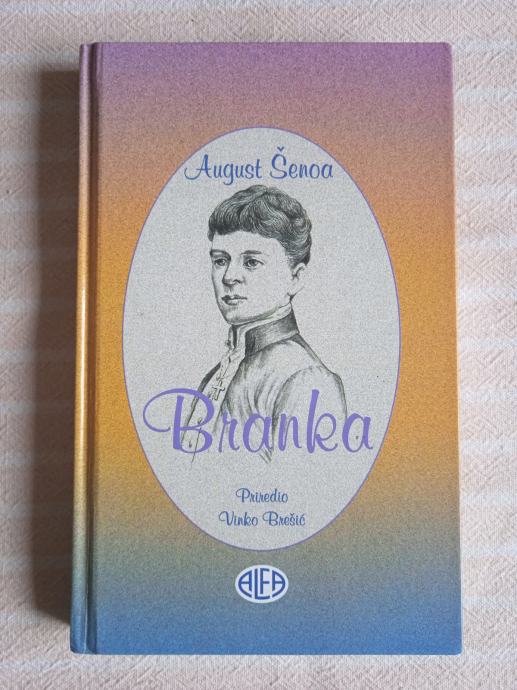 August Šenoa
Branka
Priredio
Vinko Brešić
ALFA